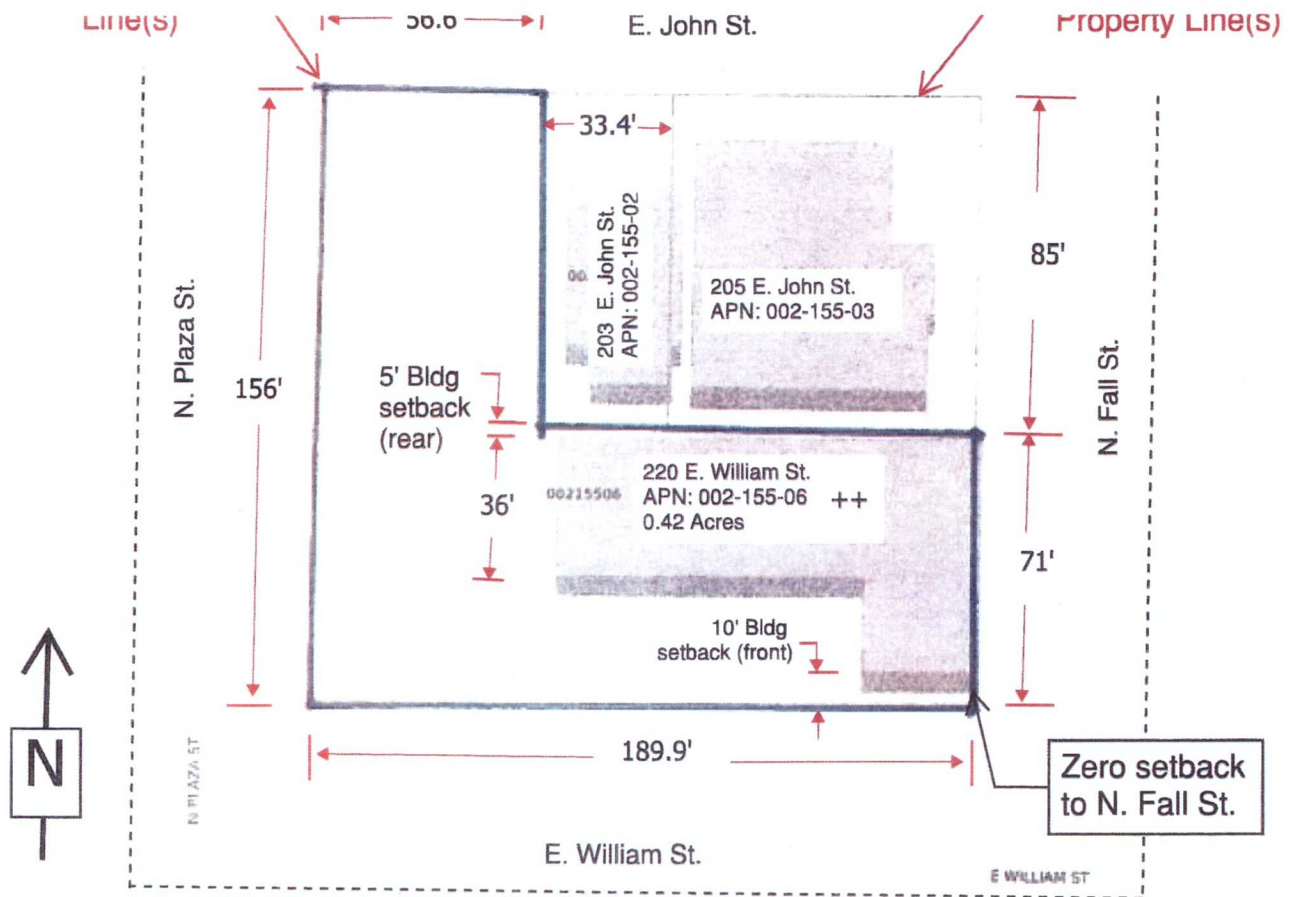 Line(s)
56.6'
E. John St.
Property Line(s)
33.4'
203 E. John St.
APN: 002-155-02
205 E. John St.
APN: 002-155-03
85'
N. Plaza St.
156'
5' Bldg
setback
(rear)
N. Fall St.
36'
00215506
220 E. William St.
APN: 002-155-06
0.42 Acres
++
71'
10' Bldg
setback (front)
189.9'
N
N PLAZA ST
Zero setback
to N. Fall St.
E. William St.
E WILLIAM ST